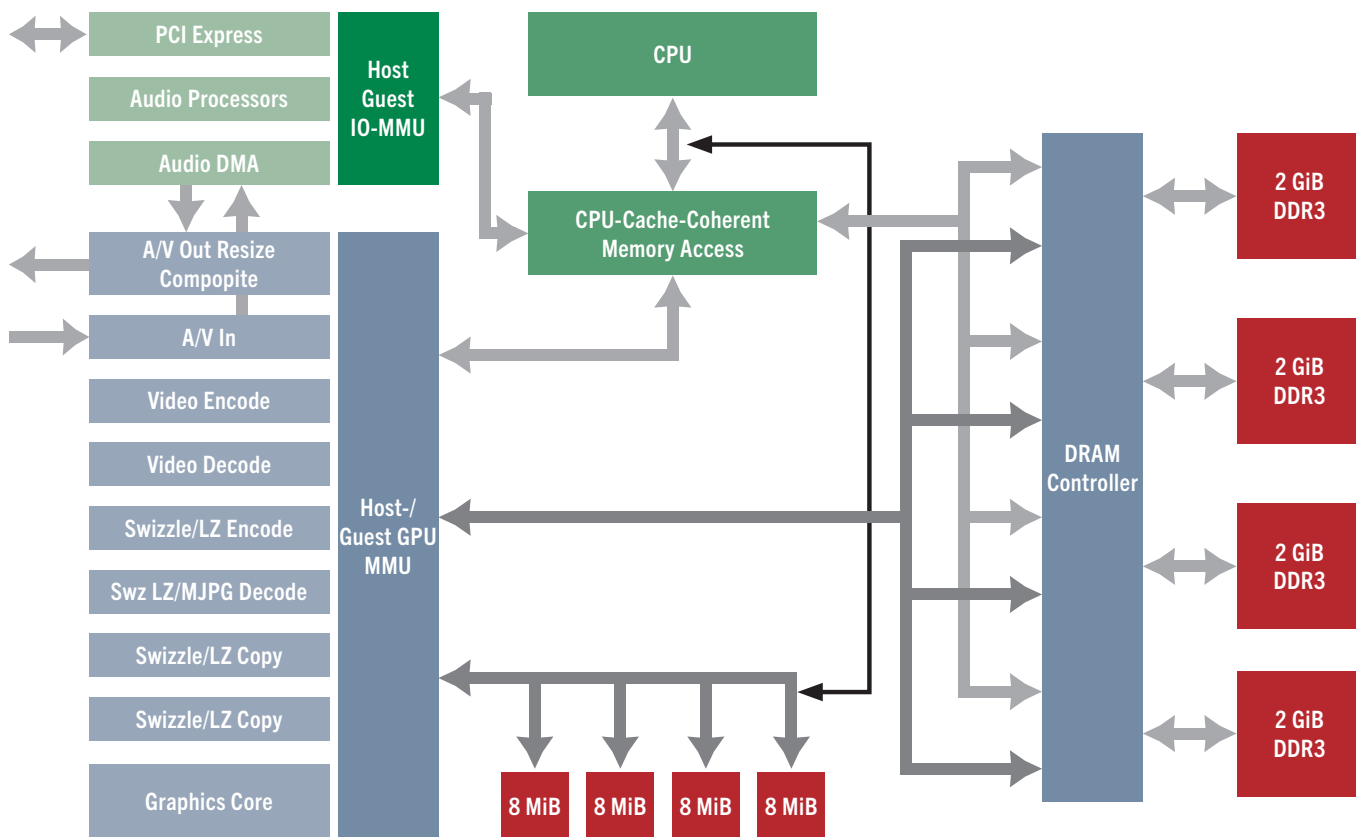 PCI Express
Audio Processors
Audio DMA
A/V Out Resize
Compopite
A/V In
Video Encode
Video Decode
Swizzle/LZ Encode
Swz LZ/MJPG Decode
Swizzle/LZ Copy
Swizzle/LZ Copy
Graphics Core
Host
Guest
IO-MMU
Host-/
Guest GPU
MMU
CPU
CPU-Cache-Coherent
Memory Access
8 MiB
8 MiB
8 MiB
8 MiB
DRAM
Controller
2 GiB
DDR3
2 GiB
DDR3
2 GiB
DDR3
2 GiB
DDR3